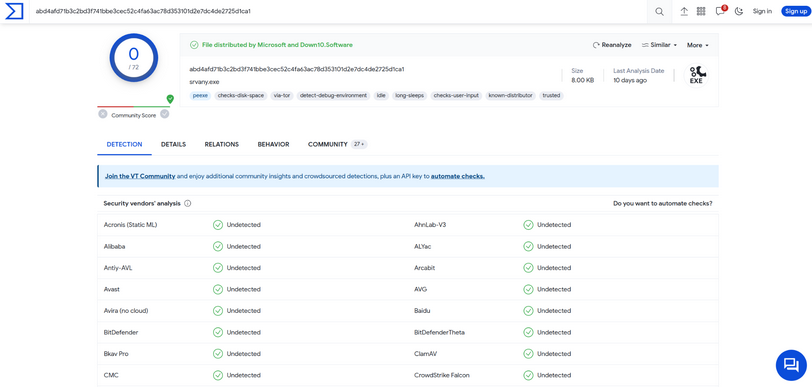 abd4afd71b3c2bd3f741bbe3cec52c4fa63ac78d353101d2e7dc4de2725d1ca1
8
Sign in
Sign up
0
/ 72
Community Score
File distributed by Microsoft and Down10.Software
Reanalyze
Similar
More
abd4afd71b3c2bd3f741bbe3cec52c4fa63ac78d353101d2e7dc4de2725d1ca1
srvany.exe
Size
8.00 KB
Last Analysis Date
10 days ago
EXE
peexe checks-disk-space via-tor detect-debug-environment idle long-sleeps checks-user-input known-distributor trusted
DETECTION DETAILS RELATIONS BEHAVIOR COMMUNITY 27+
Join the VT Community and enjoy additional community insights and crowdsourced detections, plus an API key to automate checks.
Security vendors' analysis
Do you want to automate checks?
Acronis (Static ML) Undetected AhnLab-V3 Undetected
Alibaba Undetected ALYac Undetected
Antiy-AVL Undetected Arcabit Undetected
Avast Undetected AVG Undetected
Avira (no cloud) Undetected Baidu Undetected
BitDefender Undetected BitDefenderTheta Undetected
Bkav Pro Undetected ClamAV Undetected
CMC Undetected CrowdStrike Falcon Undetected